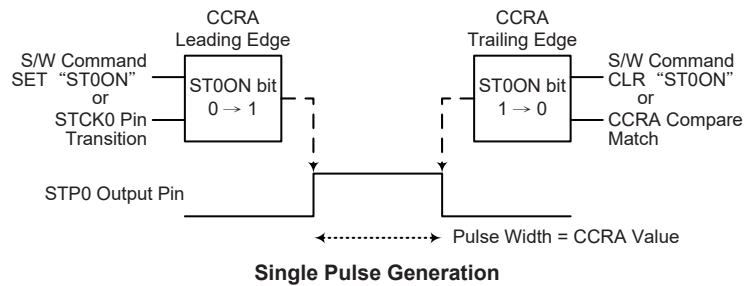 CCRA
Leading Edge
S/W Command
SET “ST0ON”
or
STCK0 Pin
Transition
ST0ON bit
0 → 1
CCRA
Trailing Edge
ST0ON bit
1 → 0
S/W Command
CLR “ST0ON”
or
CCRA Compare
Match
STP0 Output Pin
Pulse Width = CCRA Value
Single Pulse Generation